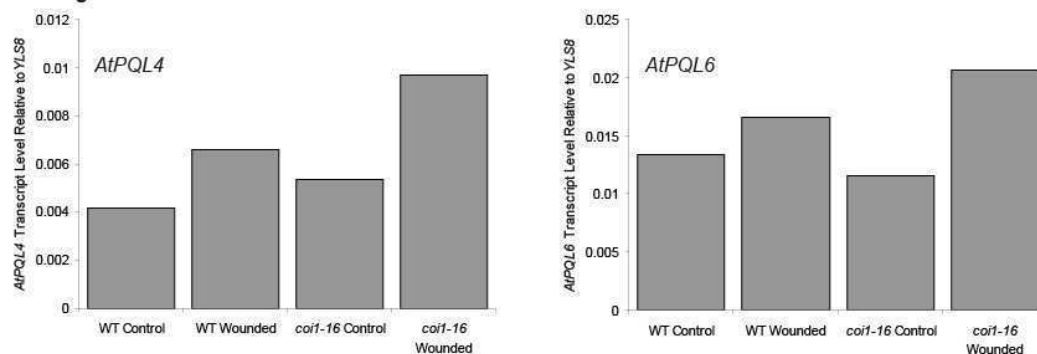 0.012
0.01
0.008
0.006
0.004
0.002
0
AtPQL4 Transcript Level Relative to YLS8
AtPQL4
WT Control
WT Wounded
coi1-16 Control
coi1-16
Wounded
0.025
0.02
0.015
0.01
0.005
0
AtPQL6 Transcript Level Relative to YLS8
AtPQL6
WT Control
WT Wounded
coi1-16 Control
coi1-16
Wounded